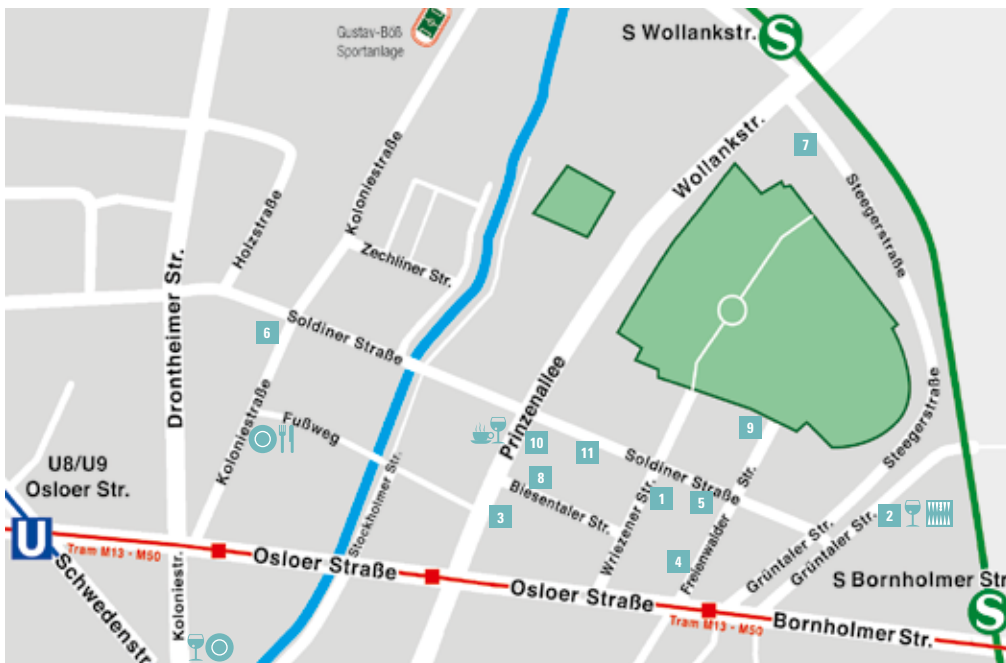 Gustav-Böß
Sportanlage
S Wollankstr.
S
Wollankstr.
7
Koloniestraße
Steegerstraße
Holzstraße
Zechliner Str.
Drontheimer Str.
6
Soldiner Straße
Prinzenallee
Koloniestraße
Fußweg
Steegerstraße
9
10
11
Soldiner Straße
U8/U9
Osloer Str.
8
Biesentaler Str.
Stockholmer Str.
3
Wriezener Str.
1
5
Freienwalder Str.
2
Grüntaler Str.
Grüntaler Str.
U
Tram M13 - M50
Osloer Straße
4
S Bornholmer Str
S
Schwedenstr
Koloniestr.
Osloer Straße
Tram M13 - M50
Bornholmer Str.